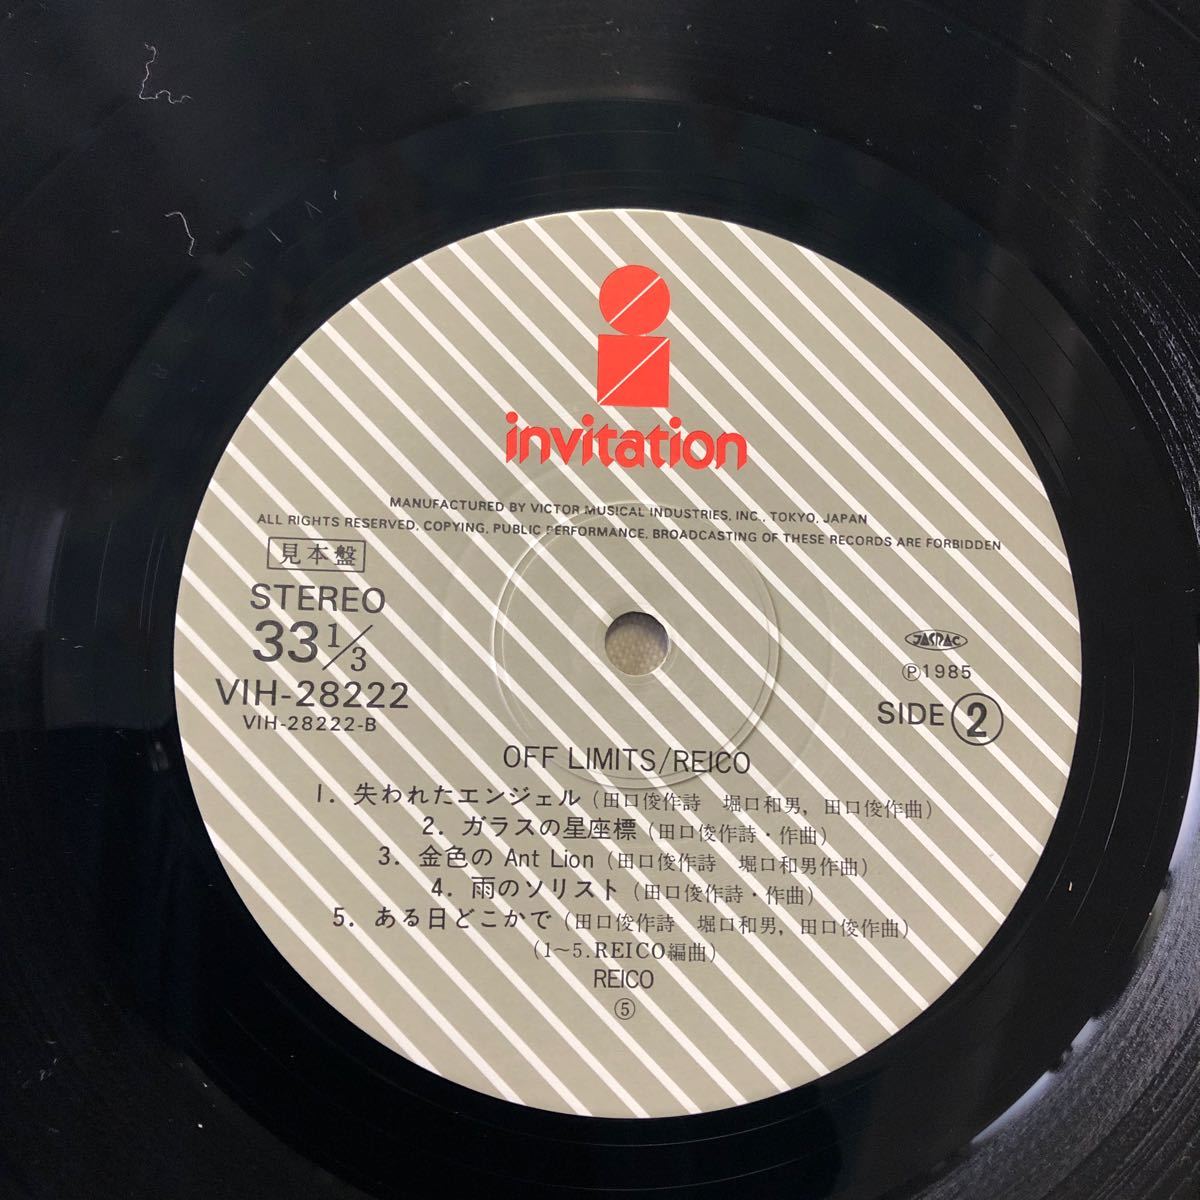 invitation
MANUFACTURED BY VICTOR MUSICAL INDUSTRIES, INC., TOKYO, JAPAN
ALL RIGHTS RESERVED. COPYING, PUBLIC PERFORMANCE, BROADCASTING OF THESE RECORDS ARE FORBIDDEN
見本盤
STEREO
33 1/3
VIH-28222
VIH-28222-B
JASRAC
Ⓟ1985
SIDE ②
OFF LIMITS/REICO
1. 失われたエンジェル (田口俊作詩 堀口和男, 田口俊作曲)
2. ガラスの星座標 (田口俊作詩・作曲)
3. 金色の Ant Lion (田口俊作詩 堀口和男作曲)
4. 雨のソリスト (田口俊作詩・作曲)
5. ある日どこかで (田口俊作詩 堀口和男, 田口俊作曲)
(1~5.REICO編曲)
REICO
⑤